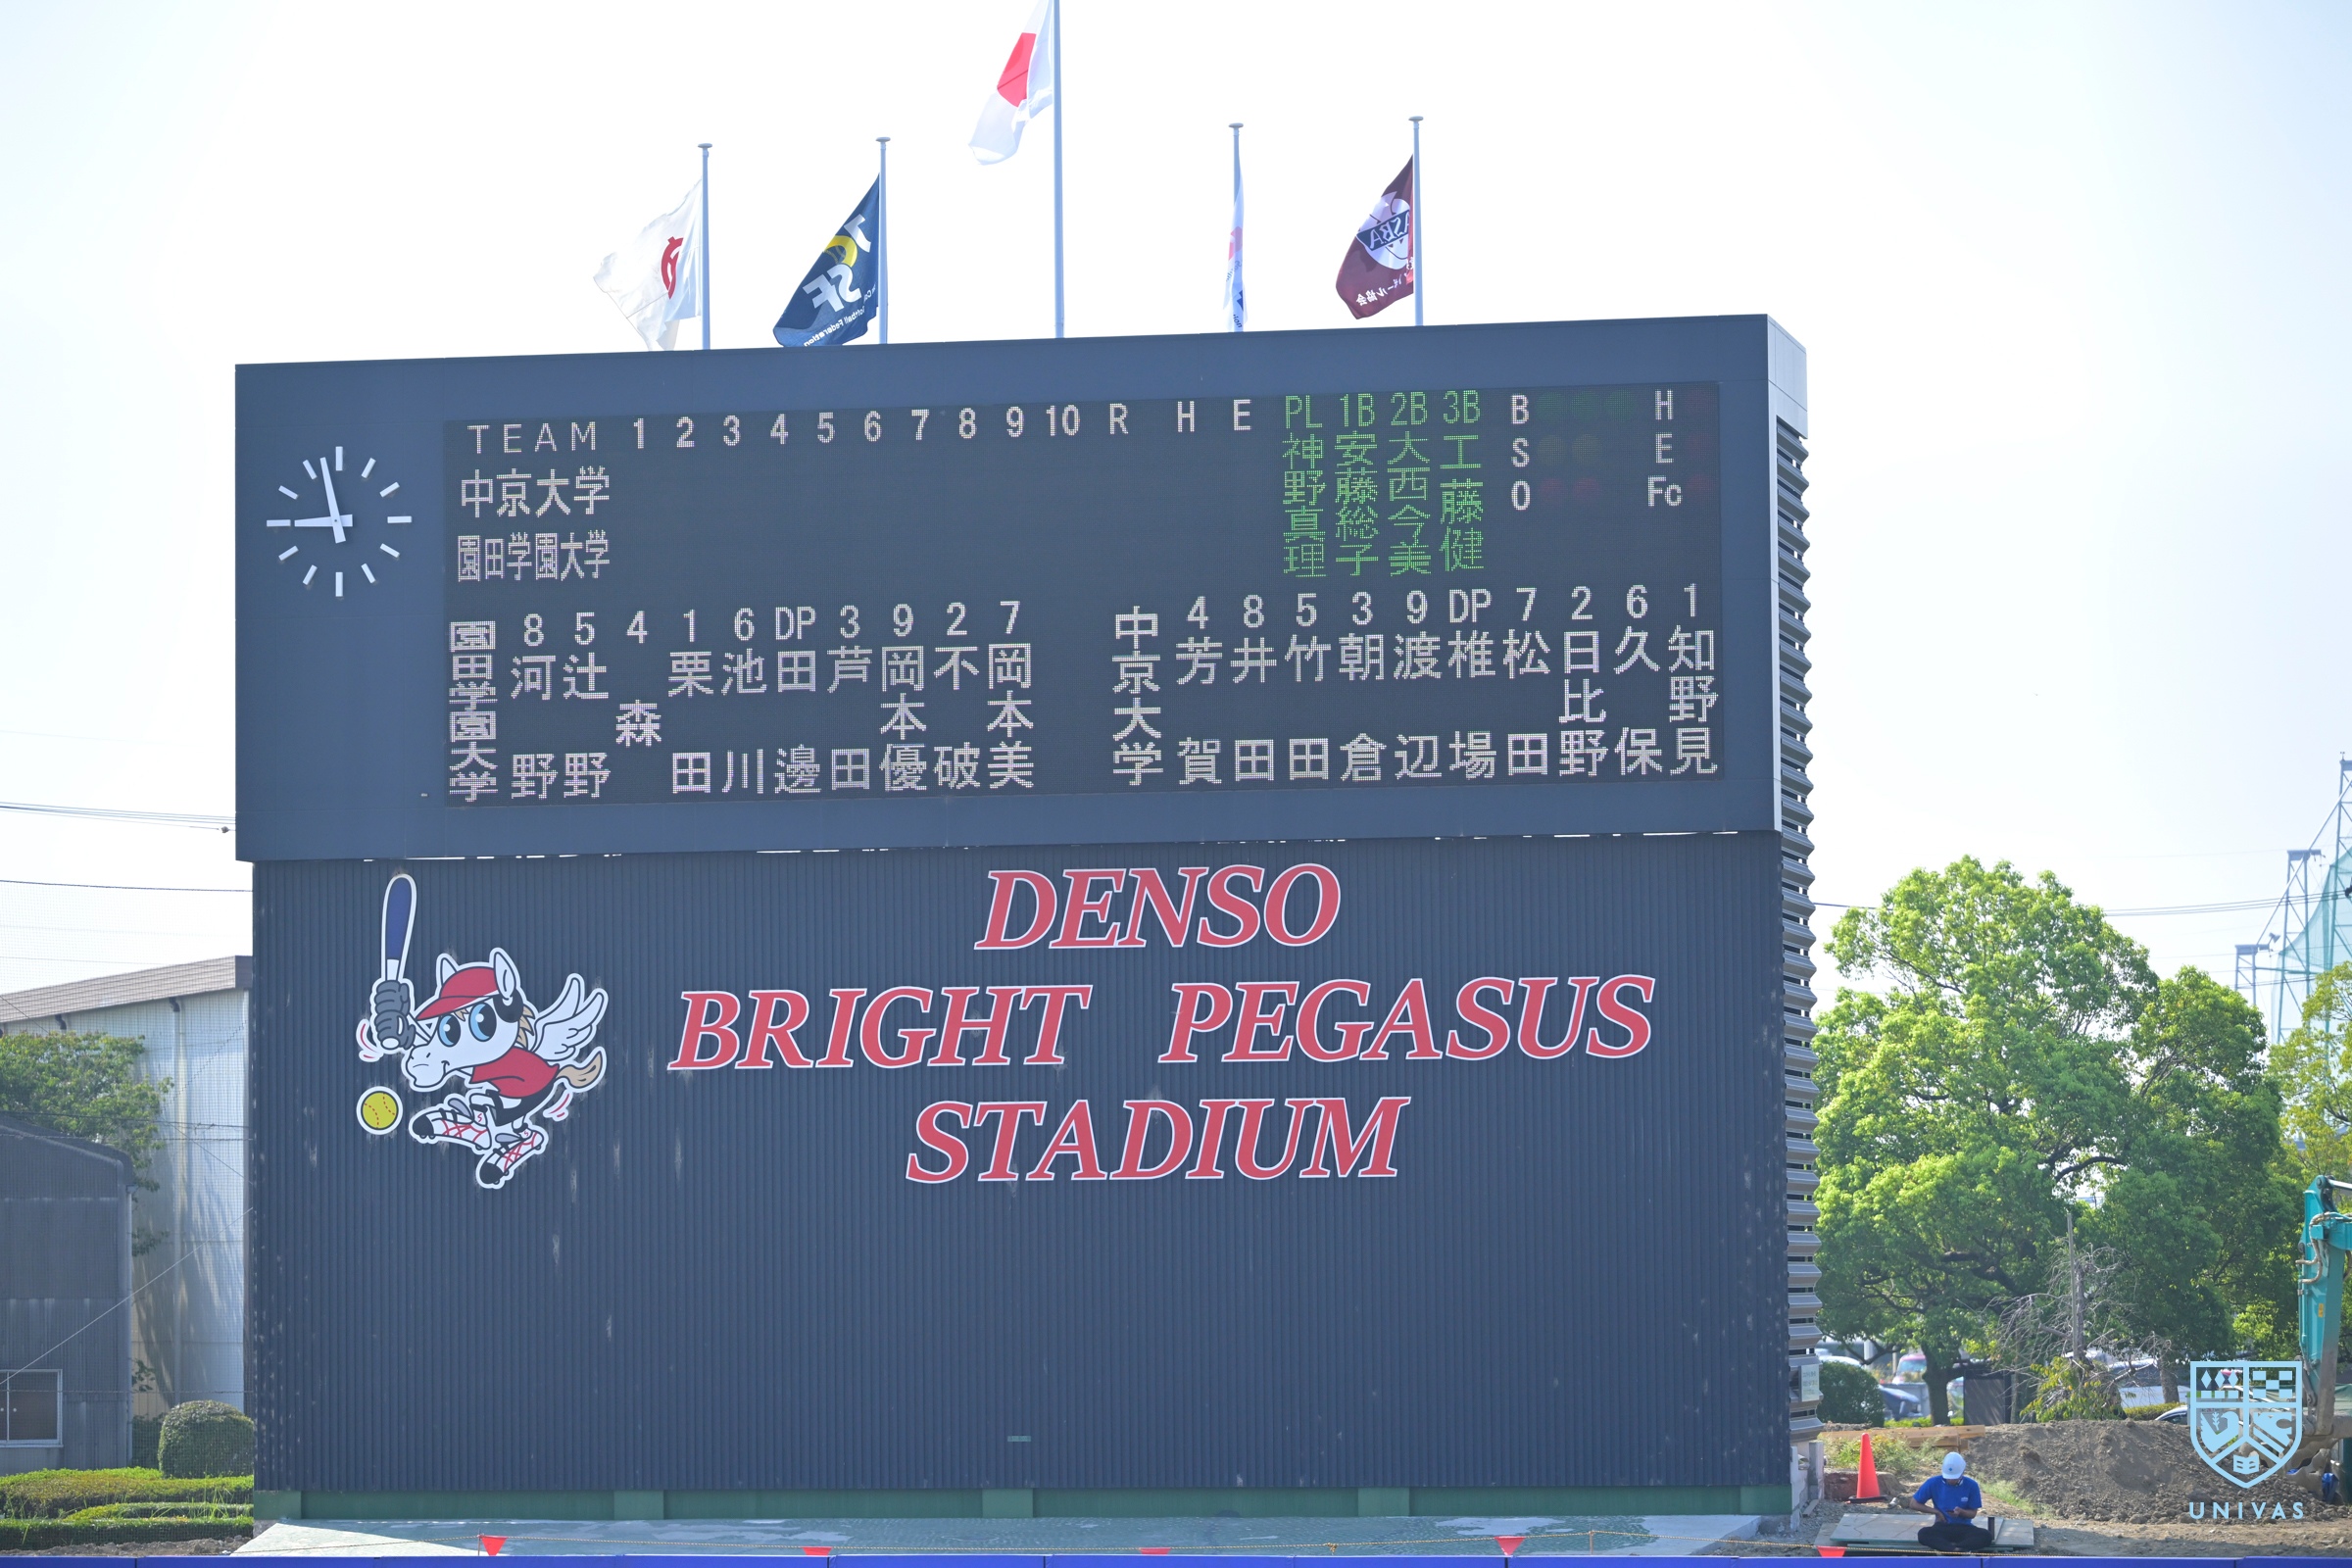 TEAM 1 2 3 4 5 6 7 8 9 10 R H E PL 1B 2B 3B B H
中京大学 S E
園田学園大学 O Fc
神野真理
安藤総子
大西今美
工藤健
園田学園大学
8 河野
5 辻野
4 森
1 栗田
6 池川
DP 田邊
3 芦田
9 岡本優
2 不破
7 岡本美
中京大学
4 芳賀
8 井田
5 竹田
3 朝倉
9 渡辺
DP 椎場
7 松田
2 日比野
6 久保
1 知野見
DENSO
BRIGHT PEGASUS
STADIUM
UNIVAS